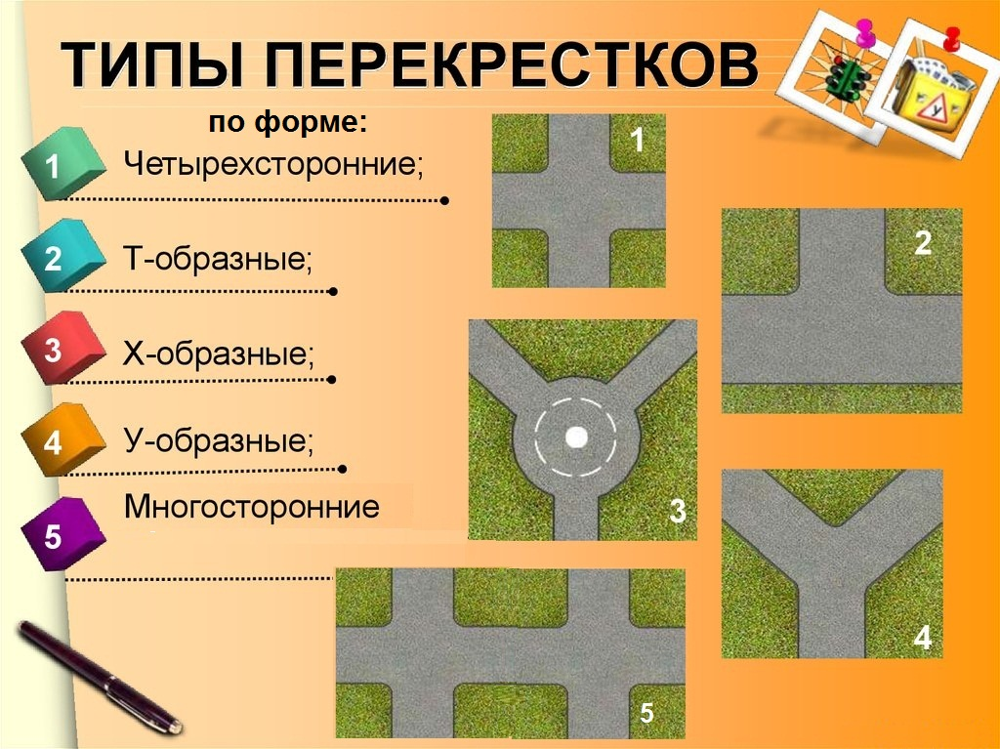 ТИПЫ ПЕРЕКРЕСТКОВ
по форме:
1 Четырехсторонние;
2 Т-образные;
3 Х-образные;
4 У-образные;
5 Многосторонние
1
2
3
4
5
У